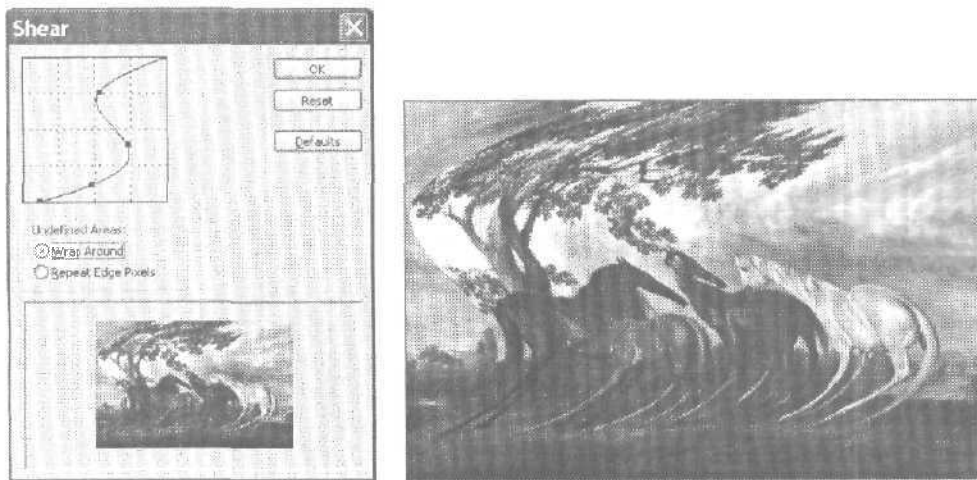 Shear
OK
Reset
Defaults
Undefined Areas:
Wrap Around
Repeat Edge Pixels